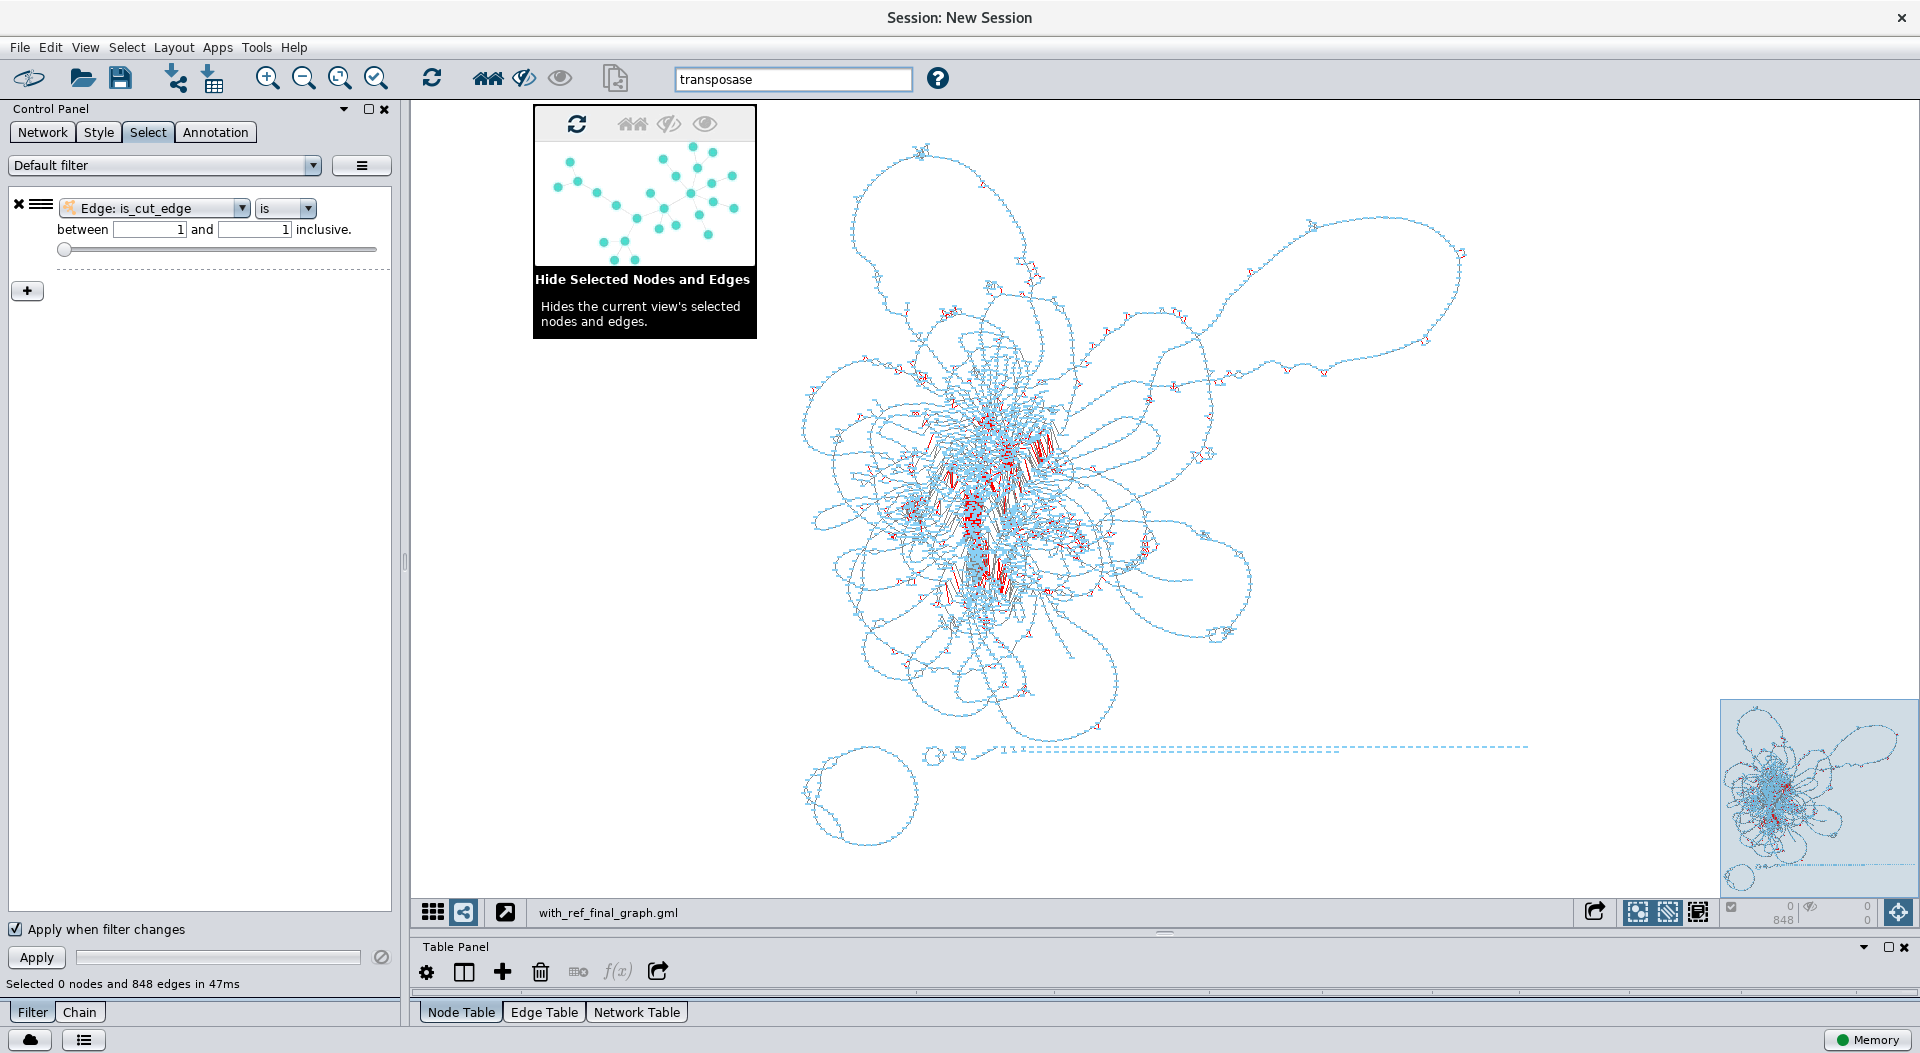 Session: New Session
File Edit View Select Layout Apps Tools Help
transposase
Control Panel
Network Style Select Annotation
Default filter
Edge: is_cut_edge is
between 1 and 1 inclusive.
Hide Selected Nodes and Edges
Hides the current view's selected
nodes and edges.
with_ref_final_graph.gml
0 0
848 0
Apply when filter changes
Apply
Selected 0 nodes and 848 edges in 47ms
Filter Chain
Table Panel
f(x)
Node Table Edge Table Network Table
Memory